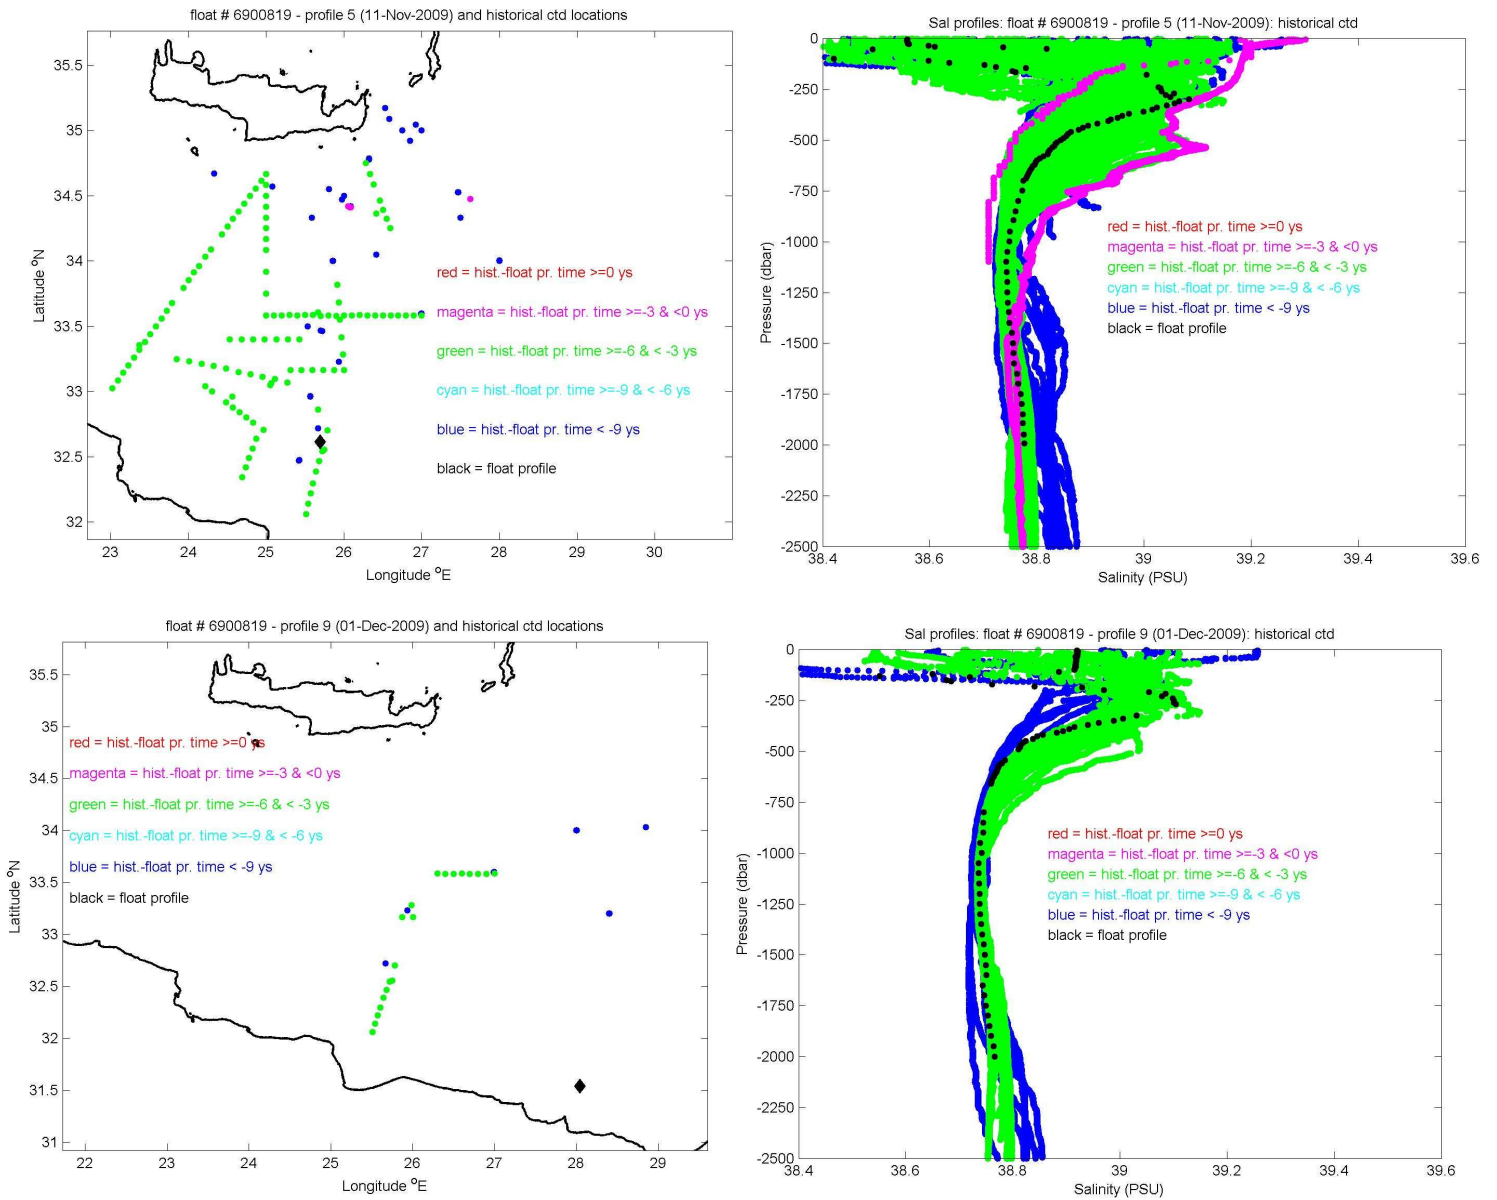 float # 6900819 - profile 5 (11-Nov-2009) and historical ctd locations
35.5
35
34.5
34
33.5
33
32.5
32
Latitude ºN
red = hist.-float pr. time >=0 ys
magenta = hist.-float pr. time >=-3 & <0 ys
green = hist.-float pr. time >=-6 & < -3 ys
cyan = hist.-float pr. time >=-9 & < -6 ys
blue = hist.-float pr. time < -9 ys
black = float profile
23 24 25 26 27 28 29 30
Longitude ºE
Sal profiles: float # 6900819 - profile 5 (11-Nov-2009): historical ctd
0
-250
-500
-750
-1000
-1250
-1500
-1750
-2000
-2250
-2500
Pressure (dbar)
red = hist.-float pr. time >=0 ys
magenta = hist.-float pr. time >=-3 & <0 ys
green = hist.-float pr. time >=-6 & < -3 ys
cyan = hist.-float pr. time >=-9 & < -6 ys
blue = hist.-float pr. time < -9 ys
black = float profile
38.4 38.6 38.8 39 39.2 39.4 39.6
Salinity (PSU)
float # 6900819 - profile 9 (01-Dec-2009) and historical ctd locations
35.5
35
34.5
34
33.5
33
32.5
32
31.5
31
Latitude ºN
red = hist.-float pr. time >=0 ys
magenta = hist.-float pr. time >=-3 & <0 ys
green = hist.-float pr. time >=-6 & < -3 ys
cyan = hist.-float pr. time >=-9 & < -6 ys
blue = hist.-float pr. time < -9 ys
black = float profile
22 23 24 25 26 27 28 29
Longitude ºE
Sal profiles: float # 6900819 - profile 9 (01-Dec-2009): historical ctd
0
-250
-500
-750
-1000
-1250
-1500
-1750
-2000
-2250
-2500
Pressure (dbar)
red = hist.-float pr. time >=0 ys
magenta = hist.-float pr. time >=-3 & <0 ys
green = hist.-float pr. time >=-6 & < -3 ys
cyan = hist.-float pr. time >=-9 & < -6 ys
blue = hist.-float pr. time < -9 ys
black = float profile
38.4 38.6 38.8 39 39.2 39.4 39.6
Salinity (PSU)